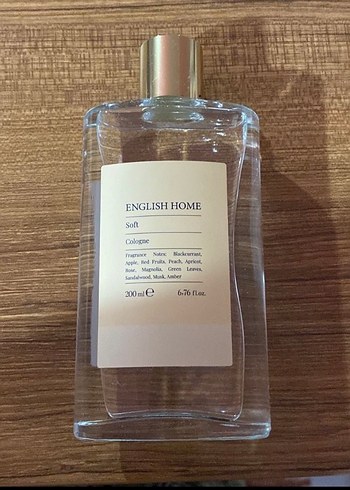 ENGLISH HOME
Soft
Cologne
Fragrance Notes: Blackcurrant,
Apple, Red Fruits, Peach, Apricot,
Rose, Magnolia, Green Leaves,
Sandalwood, Musk, Amber
200 ml ℮ 6.76 fl.oz.